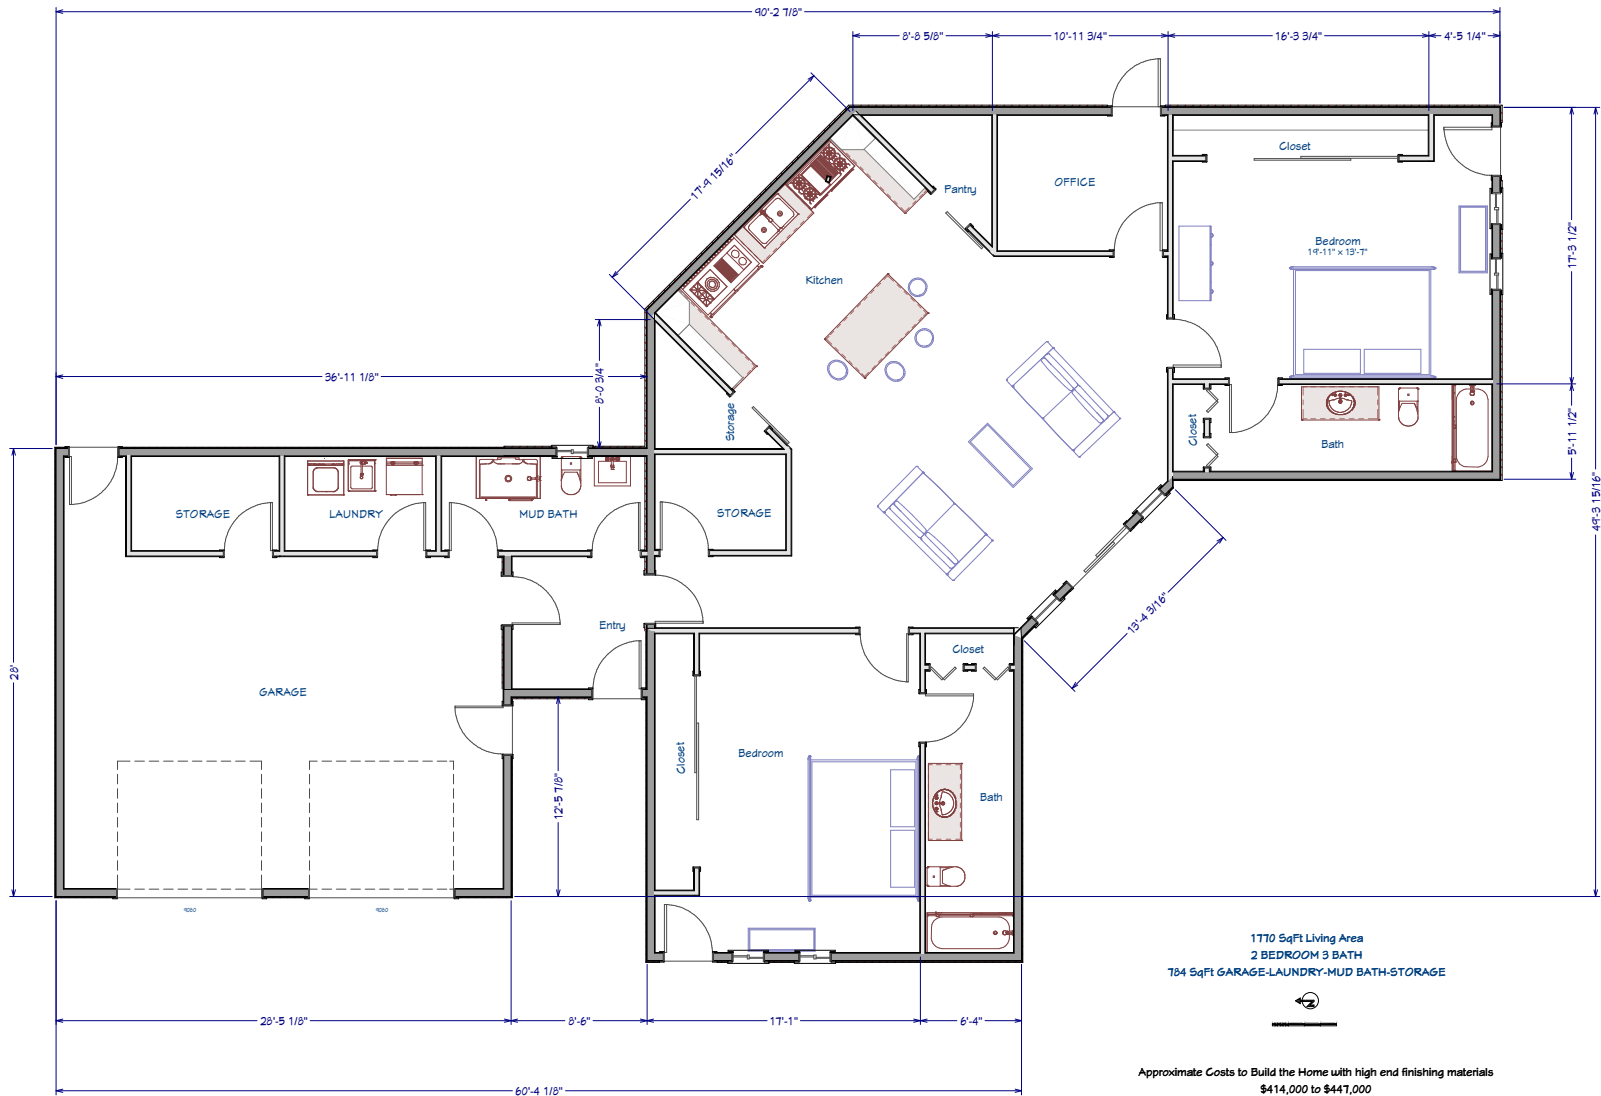 90'-2 7/8"
8'-8 5/8"
10'-11 3/4"
16'-3 3/4"
4'-5 1/4"
17'-9 15/16"
Closet
Pantry
OFFICE
Bedroom
19'-11" x 13'-7"
17'-3 1/2"
Kitchen
36'-11 1/8"
8'-0 3/4"
Storage
Closet
Bath
5'-11 1/2"
49'-3 15/16"
STORAGE
LAUNDRY
MUD BATH
STORAGE
Entry
13'-4 3/16"
Closet
28'
GARAGE
Closet
Bedroom
12'-5 7/8"
Bath
9080
9080
1770 SqFt Living Area
2 BEDROOM 3 BATH
784 SqFt GARAGE-LAUNDRY-MUD BATH-STORAGE
N
28'-5 1/8"
8'-6"
17'-1"
6'-4"
60'-4 1/8"
Approximate Costs to Build the Home with high end finishing materials
$414,000 to $447,000